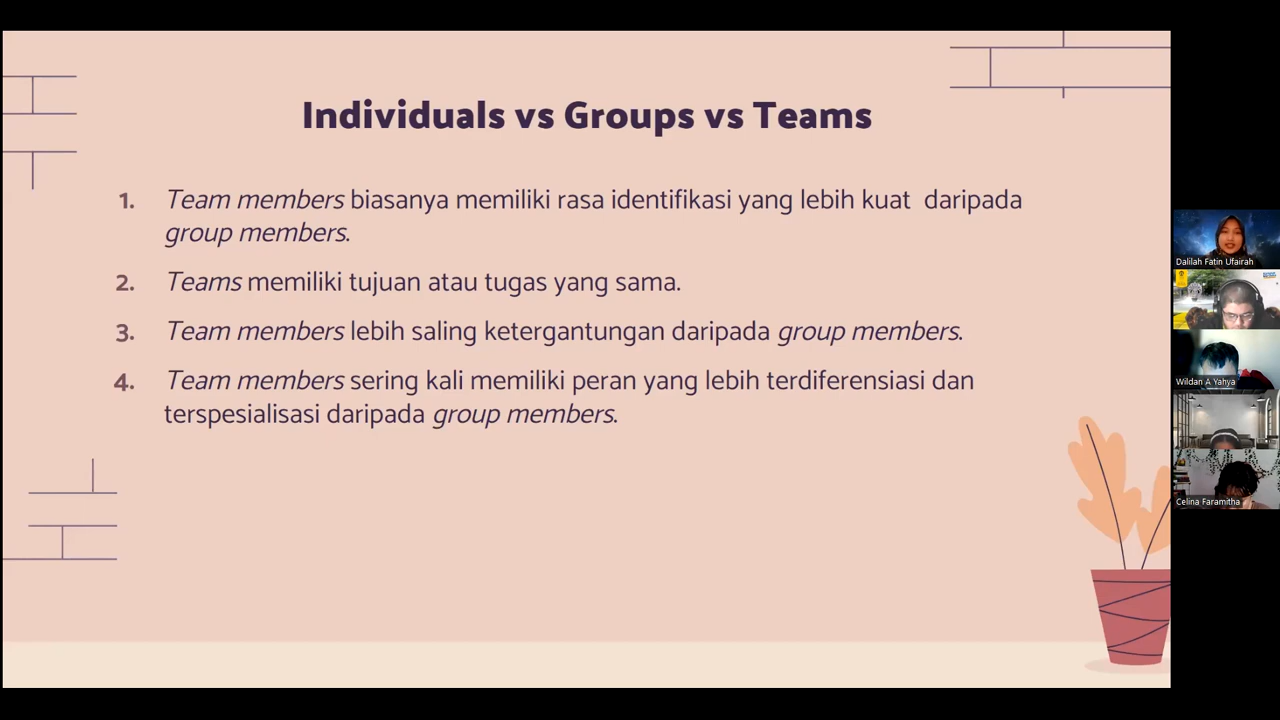 Individuals vs Groups vs Teams
1. Team members biasanya memiliki rasa identifikasi yang lebih kuat  daripada
group members.
2. Teams memiliki tujuan atau tugas yang sama.
3. Team members lebih saling ketergantungan daripada group members.
4. Team members sering kali memiliki peran yang lebih terdiferensiasi dan
terspesialisasi daripada group members.
Dalilah Fatin Ufairah
Wildan A Yahya
Celina Faramitha